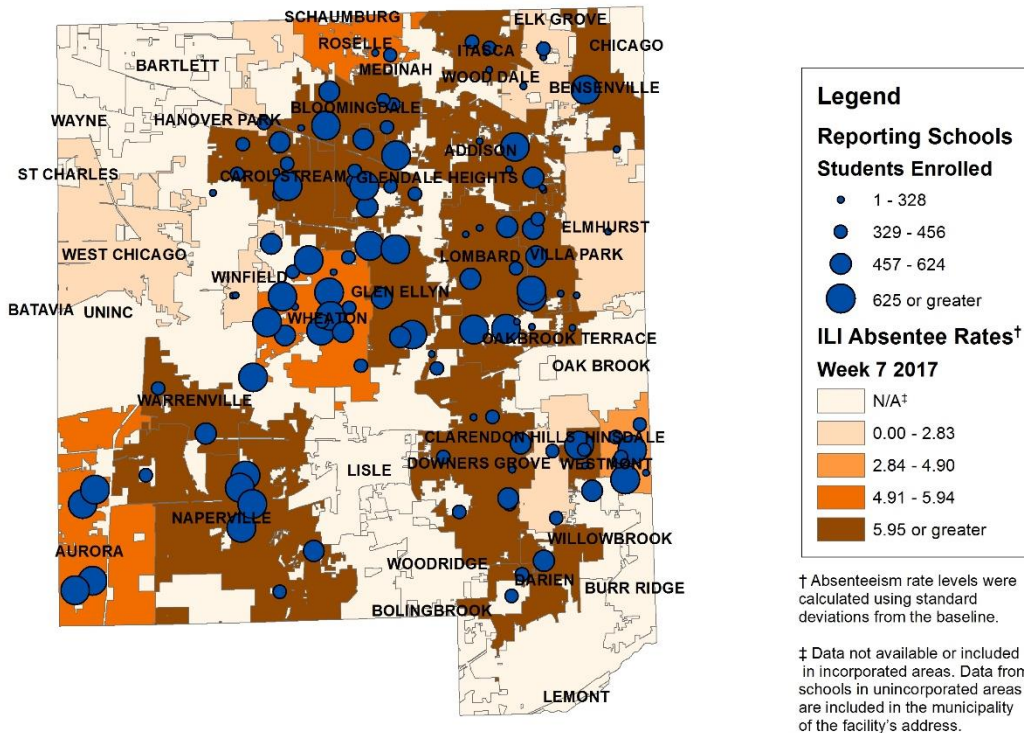 SCHAUMBURG
ELK GROVE
ROSELLE
ITASCA
CHICAGO
MEDINAH
BARTLETT
WOOD DALE
BENSENVILLE
BLOOMINGDALE
HANOVER PARK
WAYNE
ADDISON
ST CHARLES
CAROL STREAM
GLENDALE HEIGHTS
ELMHURST
WEST CHICAGO
LOMBARD
VILLA PARK
WINFIELD
GLEN ELLYN
BATAVIA
UNINC
WHEATON
OAKBROOK TERRACE
OAK BROOK
WARRENVILLE
CLARENDON HILLS
HINSDALE
LISLE
DOWNERS GROVE
WESTMONT
NAPERVILLE
WILLOWBROOK
AURORA
WOODRIDGE
DARIEN
BURR RIDGE
BOLINGBROOK
LEMONT
Legend
Reporting Schools
Students Enrolled
1 - 328
329 - 456
457 - 624
625 or greater
ILI Absentee Rates†
Week 7 2017
N/A‡
0.00 - 2.83
2.84 - 4.90
4.91 - 5.94
5.95 or greater
† Absenteeism rate levels were
calculated using standard
deviations from the baseline.
‡ Data not available or included
in incorporated areas. Data from
schools in unincorporated areas
are included in the municipality
of the facility's address.